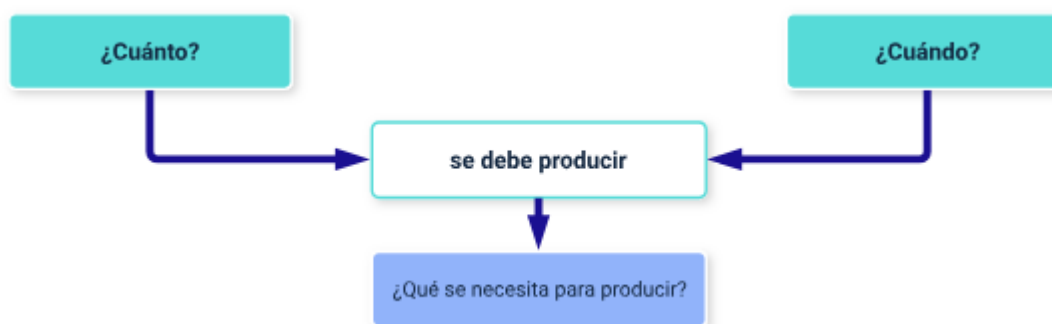 ¿Cuánto?
¿Cuándo?
se debe producir
¿Qué se necesita para producir?